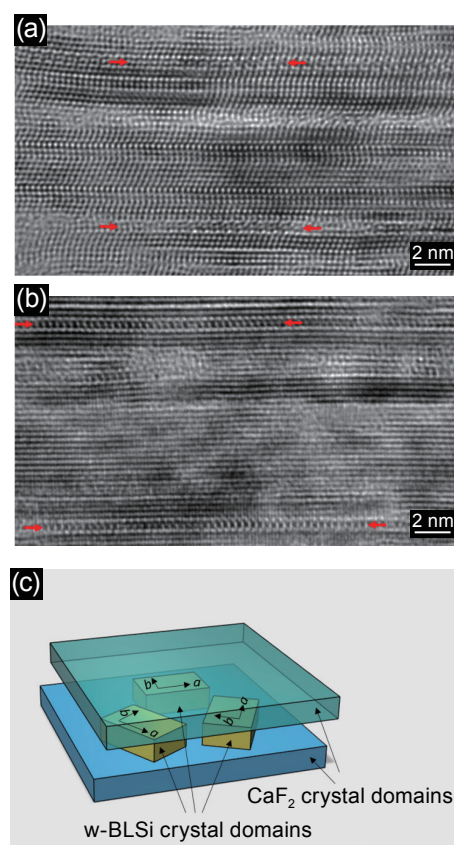 (a)
2 nm
(b)
2 nm
(c)
b a
b a
a b
CaF₂ crystal domains
w-BLSi crystal domains